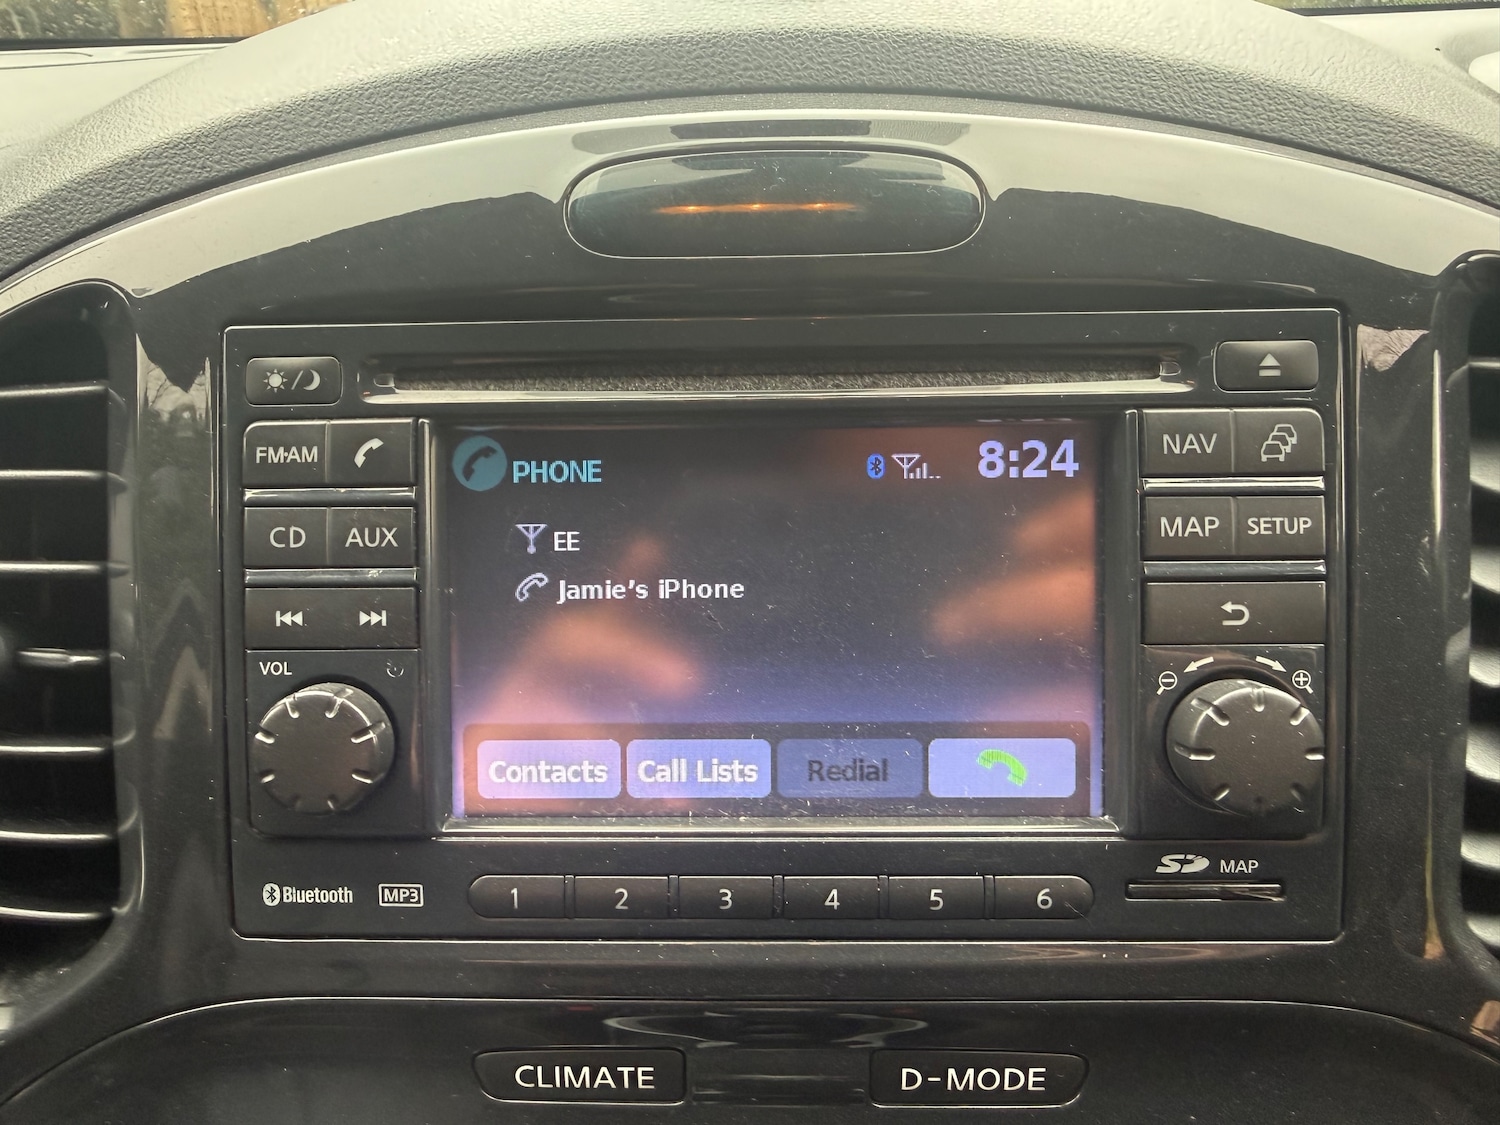 FM·AM
CD AUX
VOL
PHONE 8:24
EE
Jamie's iPhone
Contacts Call Lists Redial
NAV
MAP SETUP
Bluetooth MP3
1 2 3 4 5 6
SD MAP
CLIMATE D-MODE